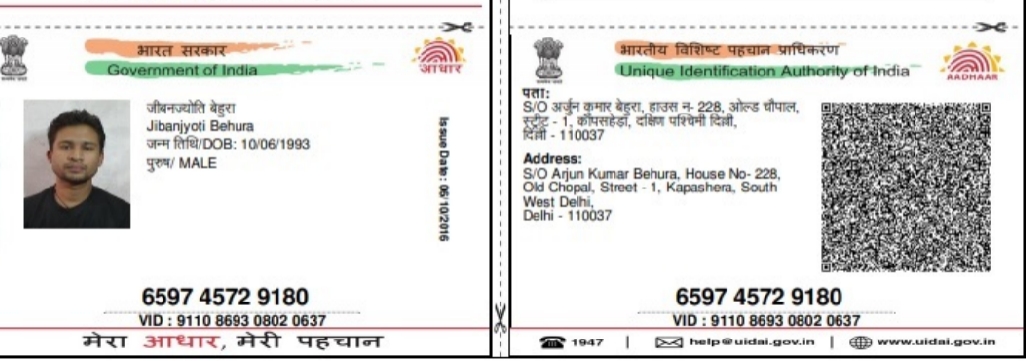 भारत सरकार
Government of India
आधार
जीबनज्योति बेहुरा
Jibanjyoti Behura
जन्म तिथि/DOB: 10/06/1993
पुरुष/ MALE
Issue Date: 06/10/2016
6597 4572 9180
VID : 9110 8693 0802 0637
मेरा आधार, मेरी पहचान
भारतीय विशिष्ट पहचान प्राधिकरण
Unique Identification Authority of India
AADHAAR
पता:
S/O अर्जुन कुमार बेहुरा, हाउस न- 228, ओल्ड चौपाल,
स्ट्रीट - 1, कापसहेड़ा, दक्षिण पश्चिमी दिल्ली,
दिल्ली - 110037
Address:
S/O Arjun Kumar Behura, House No- 228,
Old Chopal, Street - 1, Kapashera, South
West Delhi,
Delhi - 110037
6597 4572 9180
VID : 9110 8693 0802 0637
1947 | help@uidai.gov.in | www.uidai.gov.in